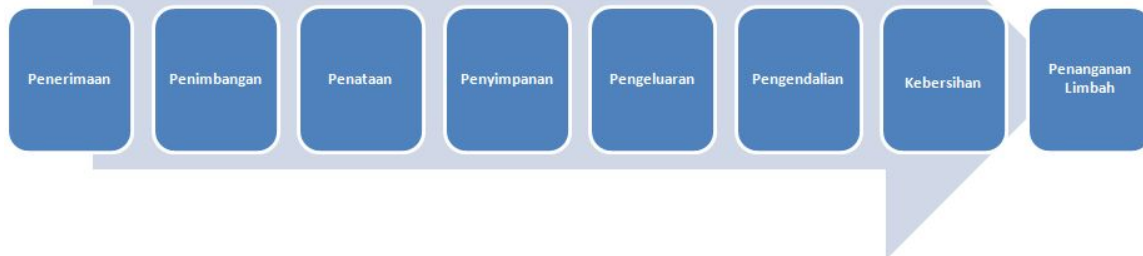 Penerimaan
Penimbangan
Penataan
Penyimpanan
Pengeluaran
Pengendalian
Kebersihan
Penanganan
Limbah